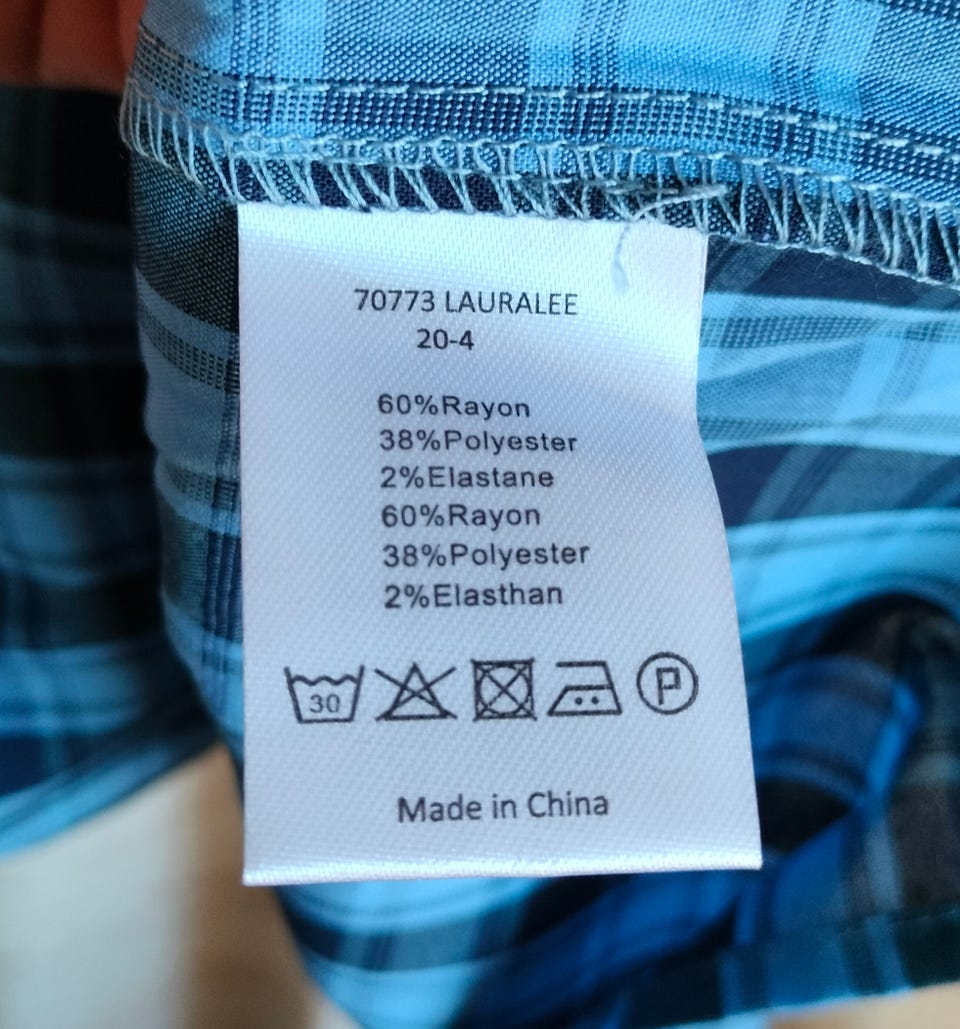 70773 LAURALEE
20-4
60%Rayon
38%Polyester
2%Elastane
60%Rayon
38%Polyester
2%Elasthan
30 P
Made in China